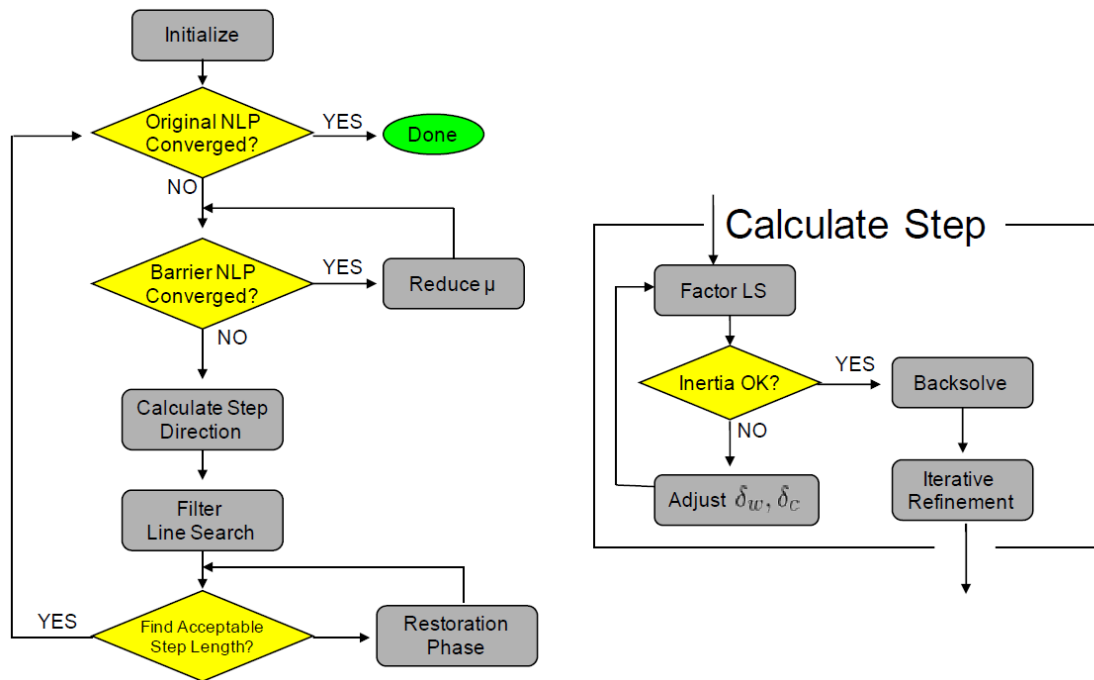 Initialize
Original NLP
Converged?
YES
Done
NO
Barrier NLP
Converged?
YES
Reduce μ
NO
Calculate Step
Direction
Filter
Line Search
YES
Find Acceptable
Step Length?
Restoration
Phase
Calculate Step
Factor LS
Inertia OK?
YES
Backsolve
NO
Adjust δ̄_w, δ̄_c
Iterative
Refinement